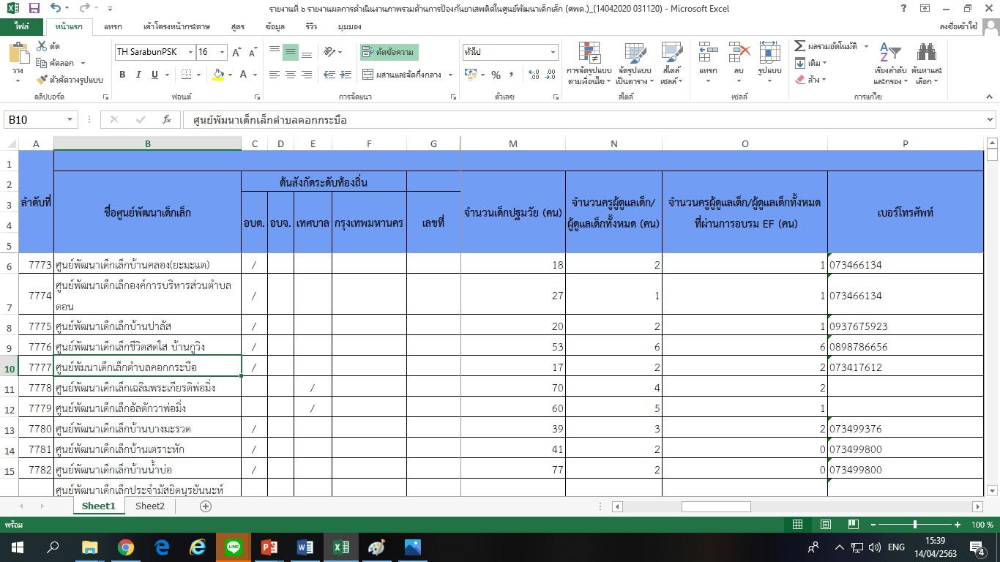 รายงานที่ ๖ รายงานผลการดำเนินงานภาพรวมด้านการป้องกันยาเสพติดในศูนย์พัฒนาเด็กเล็ก (ศพด.)_(14042020 031120) - Microsoft Excel
ไฟล์ หน้าแรก แทรก เค้าโครงหน้ากระดาษ สูตร ข้อมูล รีวิว มุมมอง ลงชื่อเข้าใช้
วาง ตัด คัดลอก ตัวคัดวางรูปแบบ คลิปบอร์ด
TH SarabunPSK 16 B I U ฟอนต์
ตัดข้อความ ผสานและจัดกึ่งกลาง การจัดแนว
ทั่วไป % ตัวเลข
การจัดรูปแบบตามเงื่อนไข จัดรูปแบบเป็นตาราง สไตล์เซลล์ สไตล์
แทรก ลบ รูปแบบ เซลล์
ผลรวมอัตโนมัติ เติม ล้าง เรียงลำดับและกรอง ค้นหาและเลือก การแก้ไข
B10 fx ศูนย์พัมนาเด็กเล็กตำบลคอกกระบือ
A B C D E F G M N O P
1
2 ต้นสังกัดระดับท้องถิ่น
3 ลำดับที่ ชื่อศูนย์พัฒนาเด็กเล็ก อบต. อบจ. เทศบาล กรุงเทพมหานคร เลขที่ จำนวนเด็กปฐมวัย (คน) จำนวนครูผู้ดูแลเด็ก/ จำนวนครูผู้ดูแลเด็ก/ผู้ดูแลเด็กทั้งหมด เบอร์โทรศัพท์
4 ผู้ดูแลเด็กทั้งหมด (คน) ที่ผ่านการอบรม EF (คน)
5
6 7773 ศูนย์พัฒนาเด็กเล็กบ้านคลอง(ยะมะแต) / 18 2 1 073466134
7 7774 ศูนย์พัฒนาเด็กเล็กองค์การบริหารส่วนตำบล
ดอน / 27 1 1 073466134
8 7775 ศูนย์พัฒนาเด็กเล็กบ้านปาลัส / 20 2 1 0937675923
9 7776 ศูนย์พัฒนาเด็กเล็กชีวิตสดใส บ้านกูวิง / 53 6 6 0898786656
10 7777 ศูนย์พัมนาเด็กเล็กตำบลคอกกระบือ / 17 2 2 073417612
11 7778 ศูนย์พัฒนาเด็กเล็กเฉลิมพระเกียรติพ่อมิ่ง / 70 4 2
12 7779 ศูนย์พัฒนาเด็กเล็กอัลตักวาพ่อมิ่ง / 60 5 1
13 7780 ศูนย์พัฒนาเด็กเล็กบ้านบางมะรวด / 39 3 2 073499376
14 7781 ศูนย์พัฒนาเด็กเล็กบ้านเตราะหัก / 41 2 0 073499800
15 7782 ศูนย์พัฒนาเด็กเล็กบ้านน้ำบ่อ / 77 2 0 073499800
ศูนย์พัฒนาเด็กเล็กประจำมัสยิดนูรุยันนะห์
Sheet1 Sheet2
พร้อม 100 %
LINE ENG 15:39
14/04/2563 4